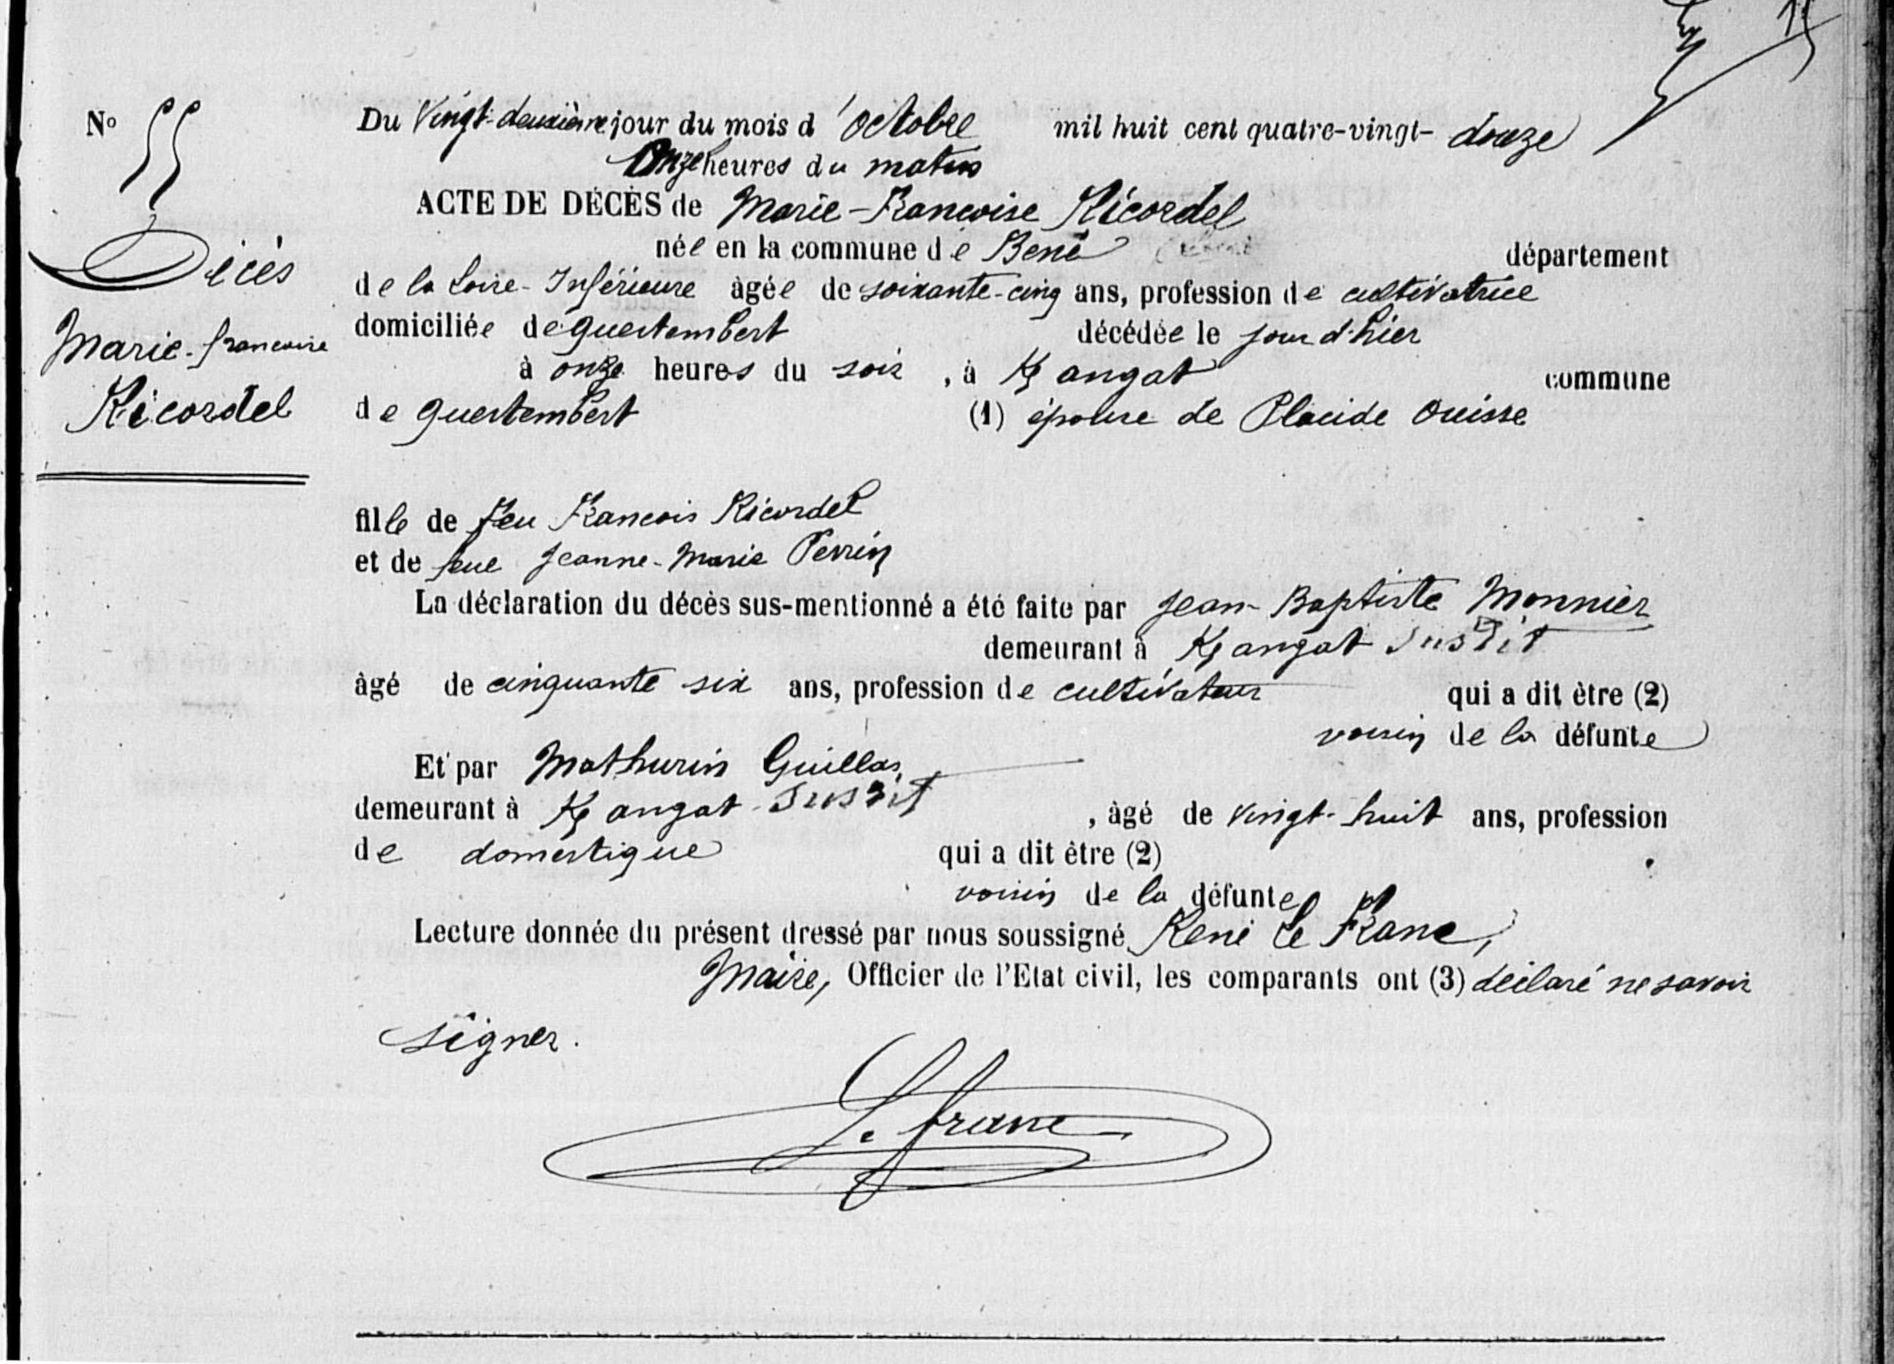 Nº 55
Décès
Marie-françoise
Ricordel
Du Vingt-deuxième jour du mois d'Octobre mil huit cent quatre-vingt-douze
Onze heures du matin
ACTE DE DÉCÈS de Marie-Françoise Ricordel
née en la commune de Bené département
de la Loire-Inférieure âgée de soixante-cinq ans, profession de cultivatrice
domiciliée de questembert décédée le jour d'hier
à onze heures du soir, à K angat commune
de questembert (1) épouse de Placide Ouisse
fille de feu François Ricordel
et de feue Jeanne-Marie Perrin
La déclaration du décès sus-mentionné a été faite par Jean-Baptiste Monnier
demeurant à K angat susdit
âgé de cinquante six ans, profession de cultivateur qui a dit être (2)
voisin de la défunte
Et par Mathurin Guillas
demeurant à K angat susdit, âgé de vingt-huit ans, profession
de domestique qui a dit être (2)
voisin de la défunte
Lecture donnée du présent dressé par nous soussigné René Le Franc,
Maire, Officier de l'Etat civil, les comparants ont (3) déclaré ne savoir
signer.
Le franc